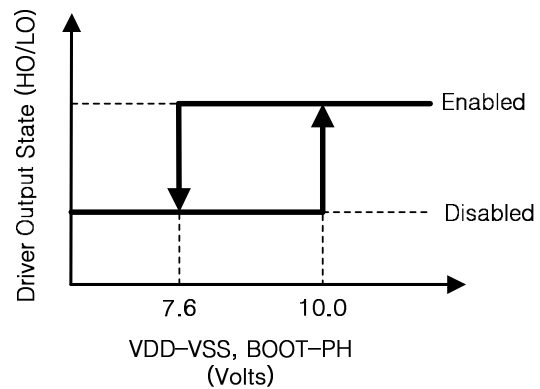 Driver Output State (HO/LO)
Enabled
Disabled
7.6
10.0
VDD-VSS, BOOT-PH
(Volts)